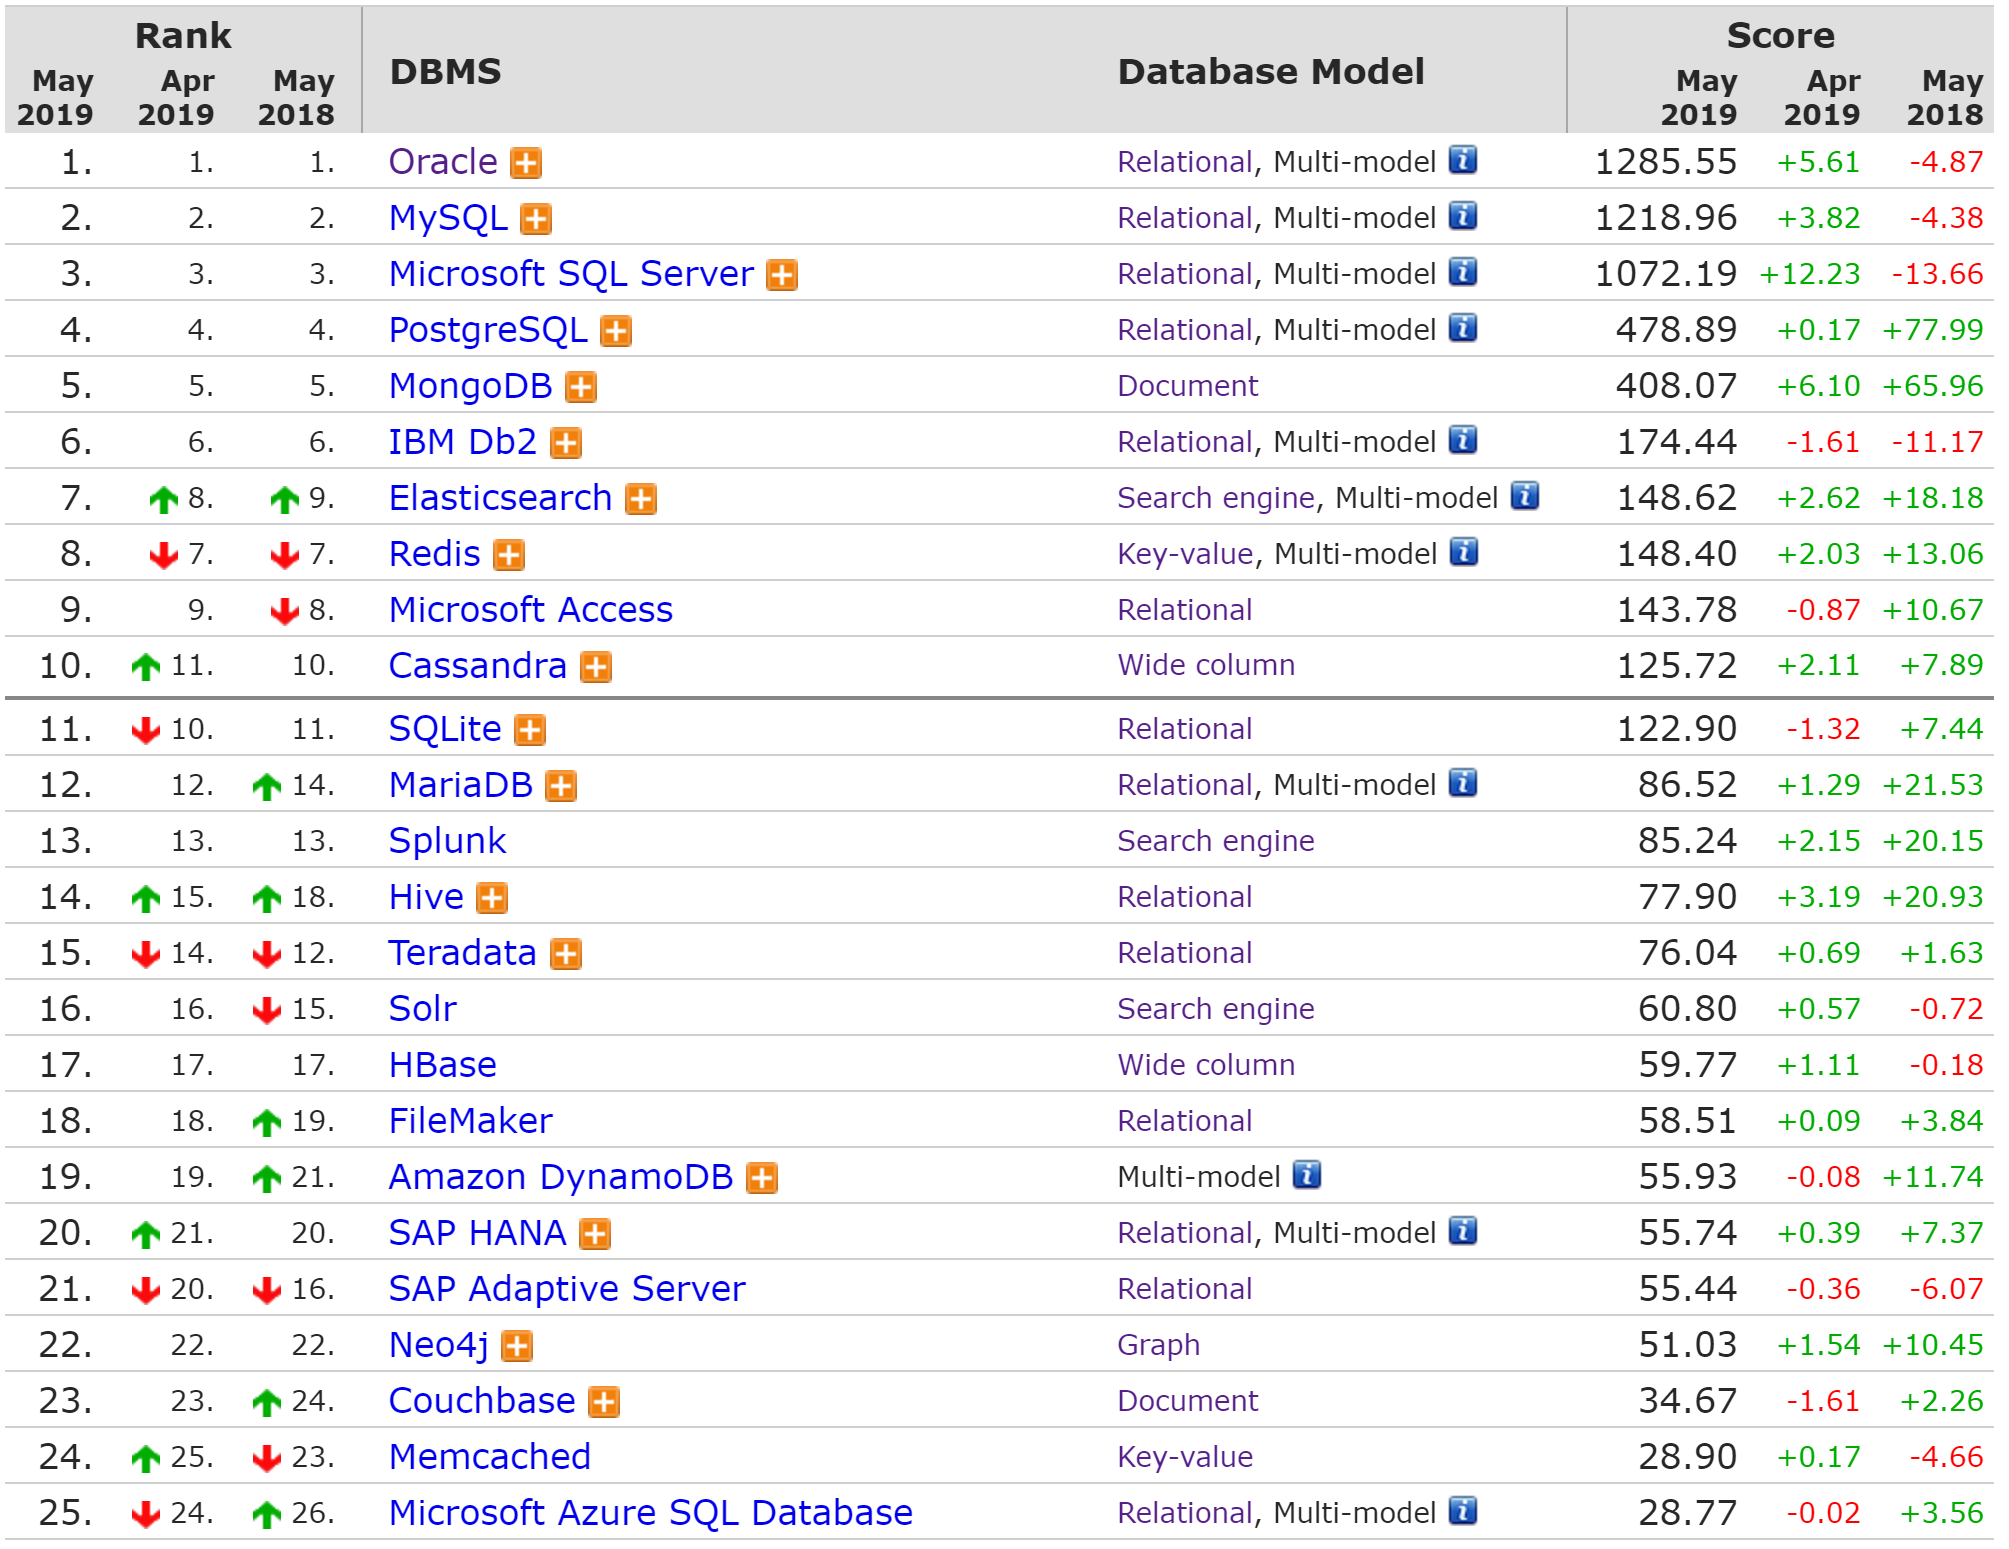 Rank DBMS Database Model Score
May 2019 Apr 2019 May 2018 May 2019 Apr 2019 May 2018
1. 1. 1. Oracle Relational, Multi-model 1285.55 +5.61 -4.87
2. 2. 2. MySQL Relational, Multi-model 1218.96 +3.82 -4.38
3. 3. 3. Microsoft SQL Server Relational, Multi-model 1072.19 +12.23 -13.66
4. 4. 4. PostgreSQL Relational, Multi-model 478.89 +0.17 +77.99
5. 5. 5. MongoDB Document 408.07 +6.10 +65.96
6. 6. 6. IBM Db2 Relational, Multi-model 174.44 -1.61 -11.17
7. 8. 9. Elasticsearch Search engine, Multi-model 148.62 +2.62 +18.18
8. 7. 7. Redis Key-value, Multi-model 148.40 +2.03 +13.06
9. 9. 8. Microsoft Access Relational 143.78 -0.87 +10.67
10. 11. 10. Cassandra Wide column 125.72 +2.11 +7.89
11. 10. 11. SQLite Relational 122.90 -1.32 +7.44
12. 12. 14. MariaDB Relational, Multi-model 86.52 +1.29 +21.53
13. 13. 13. Splunk Search engine 85.24 +2.15 +20.15
14. 15. 18. Hive Relational 77.90 +3.19 +20.93
15. 14. 12. Teradata Relational 76.04 +0.69 +1.63
16. 16. 15. Solr Search engine 60.80 +0.57 -0.72
17. 17. 17. HBase Wide column 59.77 +1.11 -0.18
18. 18. 19. FileMaker Relational 58.51 +0.09 +3.84
19. 19. 21. Amazon DynamoDB Multi-model 55.93 -0.08 +11.74
20. 21. 20. SAP HANA Relational, Multi-model 55.74 +0.39 +7.37
21. 20. 16. SAP Adaptive Server Relational 55.44 -0.36 -6.07
22. 22. 22. Neo4j Graph 51.03 +1.54 +10.45
23. 23. 24. Couchbase Document 34.67 -1.61 +2.26
24. 25. 23. Memcached Key-value 28.90 +0.17 -4.66
25. 24. 26. Microsoft Azure SQL Database Relational, Multi-model 28.77 -0.02 +3.56